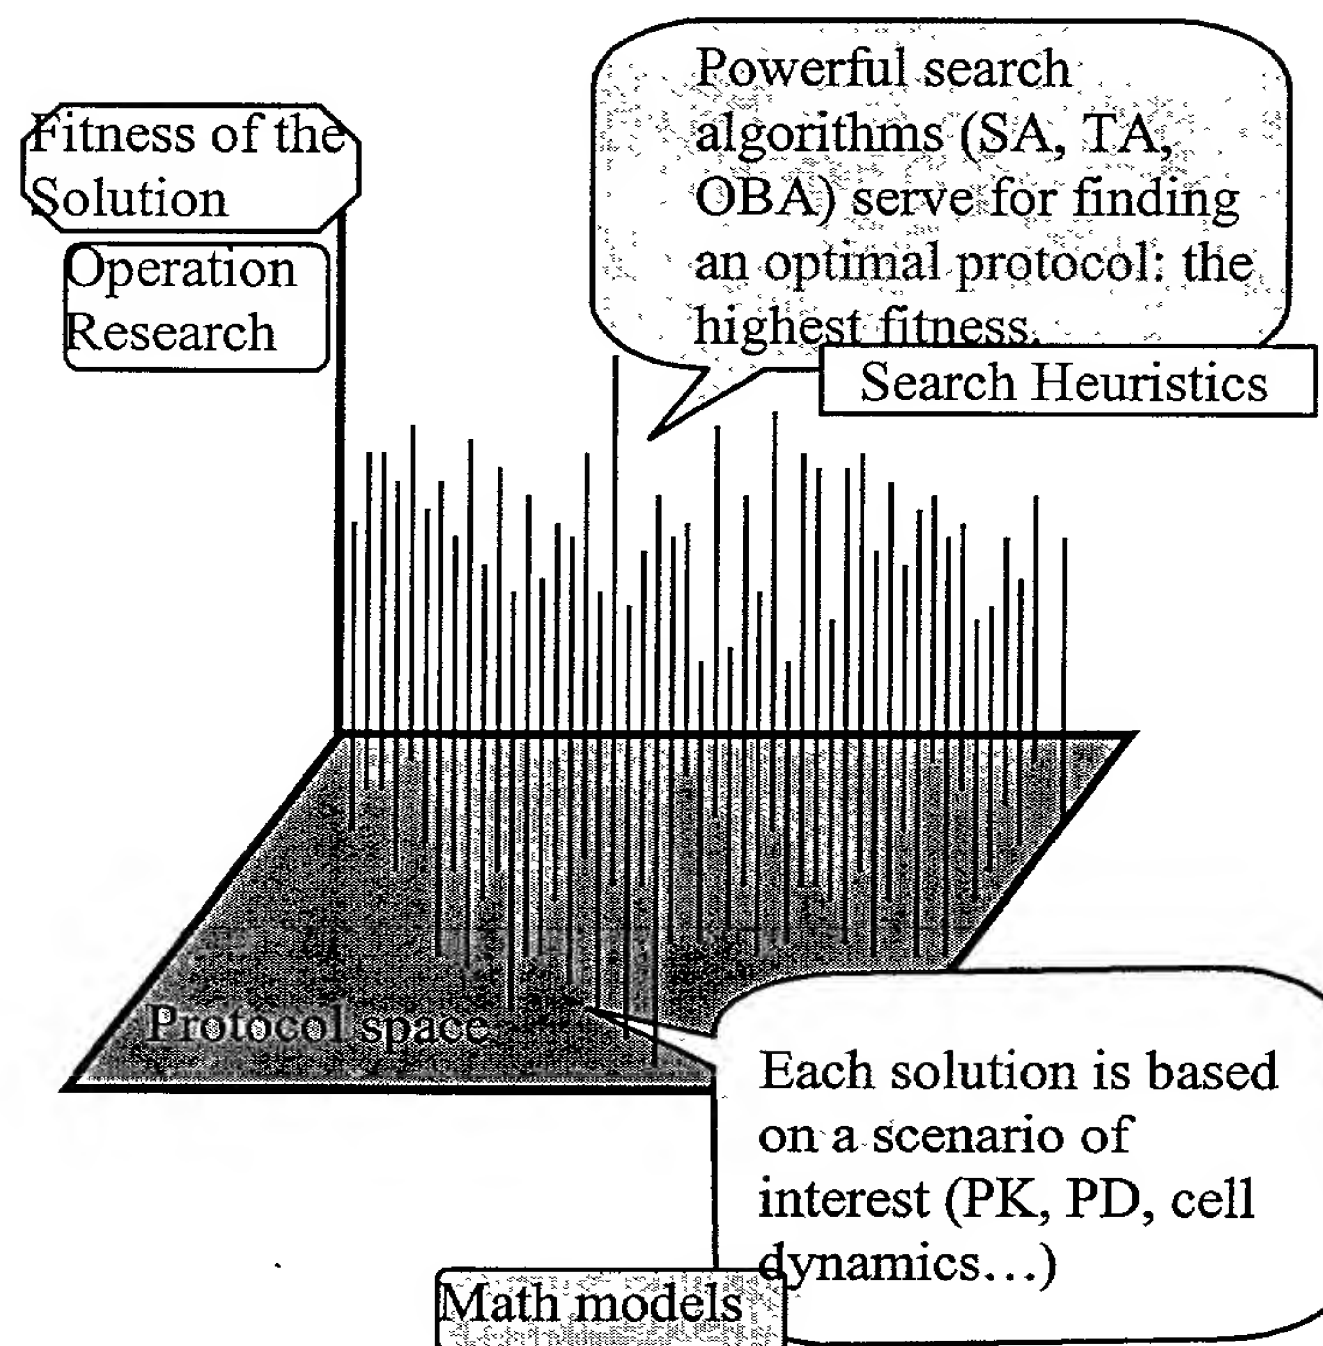 Fitness of the
Solution
Operation
Research
Powerful search
algorithms (SA, TA,
OBA) serve for finding
an optimal protocol: the
highest fitness.
Search Heuristics
Protocol space
Each solution is based
on a scenario of
interest (PK, PD, cell
dynamics…)
Math models